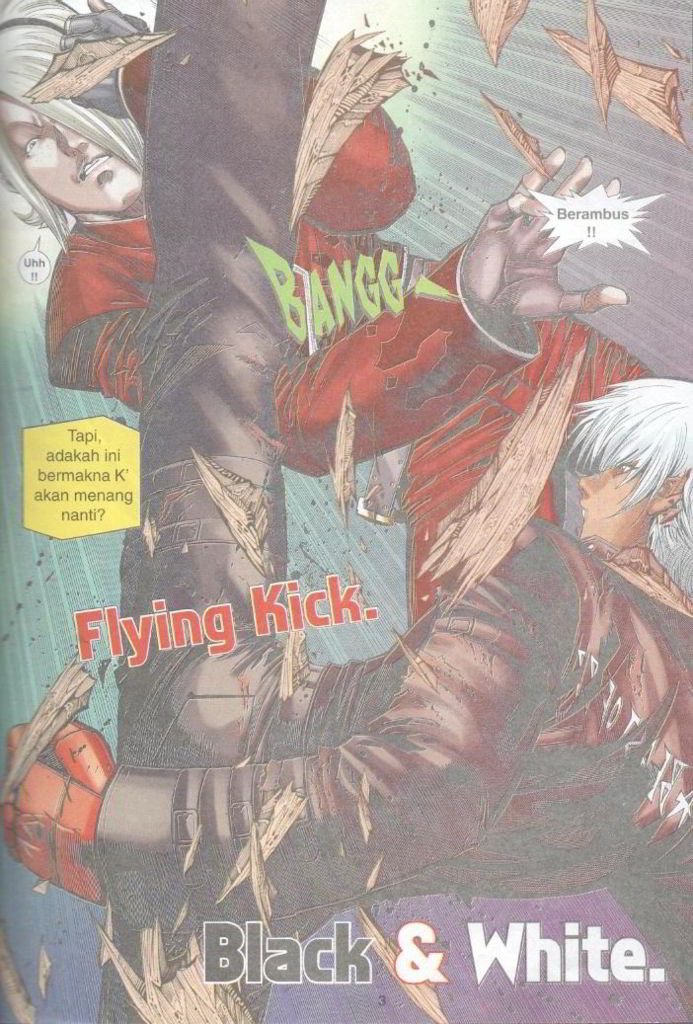 Uhh
!!
BANGG
Berambus
!!
Tapi,
adakah ini
bermakna K'
akan menang
nanti?
Flying Kick.
Black & White.
3